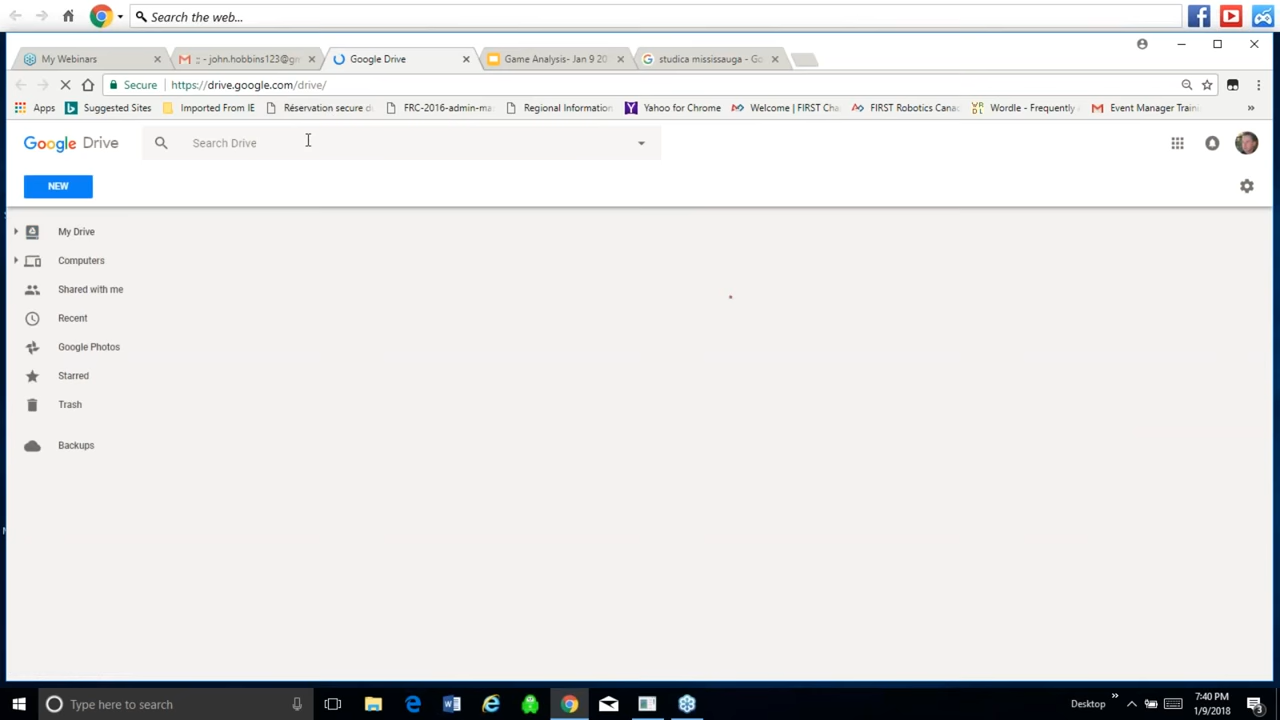 Search the web...
My Webinars
:: - john.hobbins123@gm
Google Drive
Game Analysis- Jan 9 20
studica mississauga - Go
Secure
https://drive.google.com/drive/
Apps
Suggested Sites
Imported From IE
Réservation secure d
FRC-2016-admin-ma
Regional Information
Yahoo for Chrome
Welcome | FIRST Cha
FIRST Robotics Canad
Wordle - Frequently
Event Manager Traini
»
Google Drive
Search Drive
NEW
My Drive
Computers
Shared with me
Recent
Google Photos
Starred
Trash
Backups
Type here to search
Desktop
»
7:40 PM
1/9/2018
3